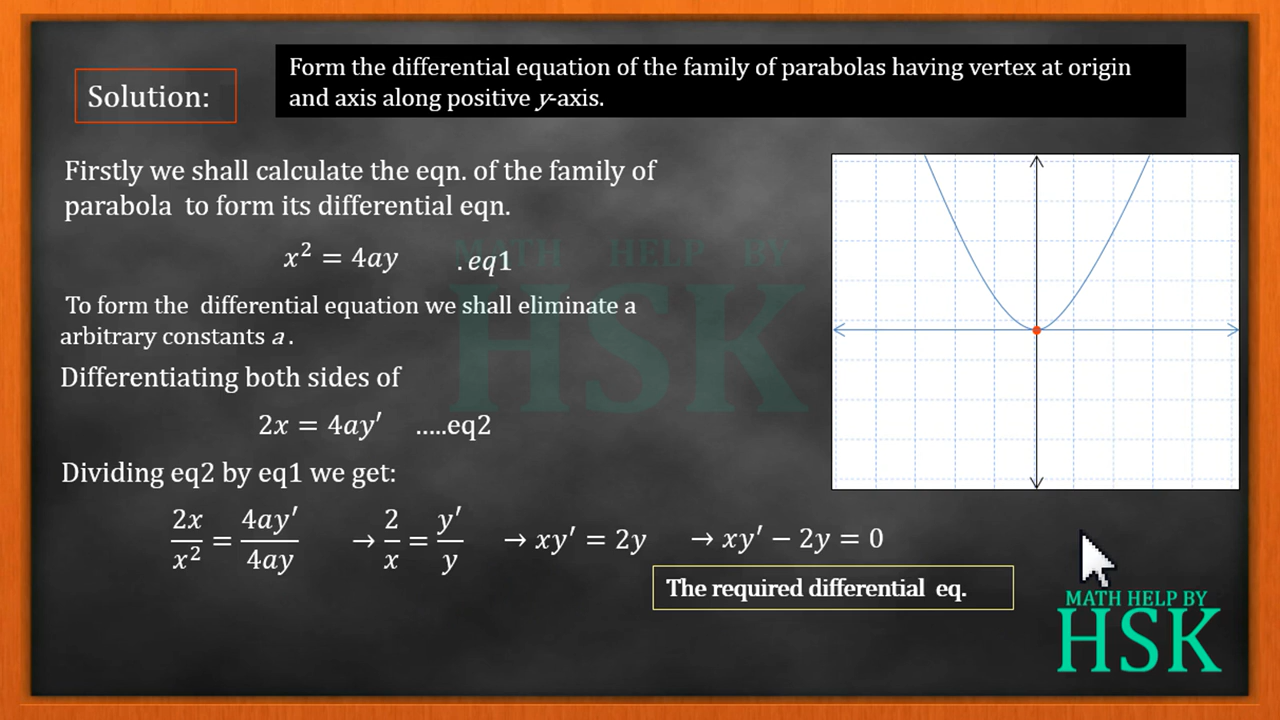 Solution:
Form the differential equation of the family of parabolas having vertex at origin
and axis along positive y-axis.
Firstly we shall calculate the eqn. of the family of
parabola to form its differential eqn.
x² = 4ay .eq1
To form the differential equation we shall eliminate a
arbitrary constants a .
Differentiating both sides of
2x = 4ay′ .....eq2
Dividing eq2 by eq1 we get:
2x/x² = 4ay′/4ay → 2/x = y′/y → xy′ = 2y → xy′ − 2y = 0
The required differential eq.
MATH HELP BY
HSK
MATH HELP BY
HSK